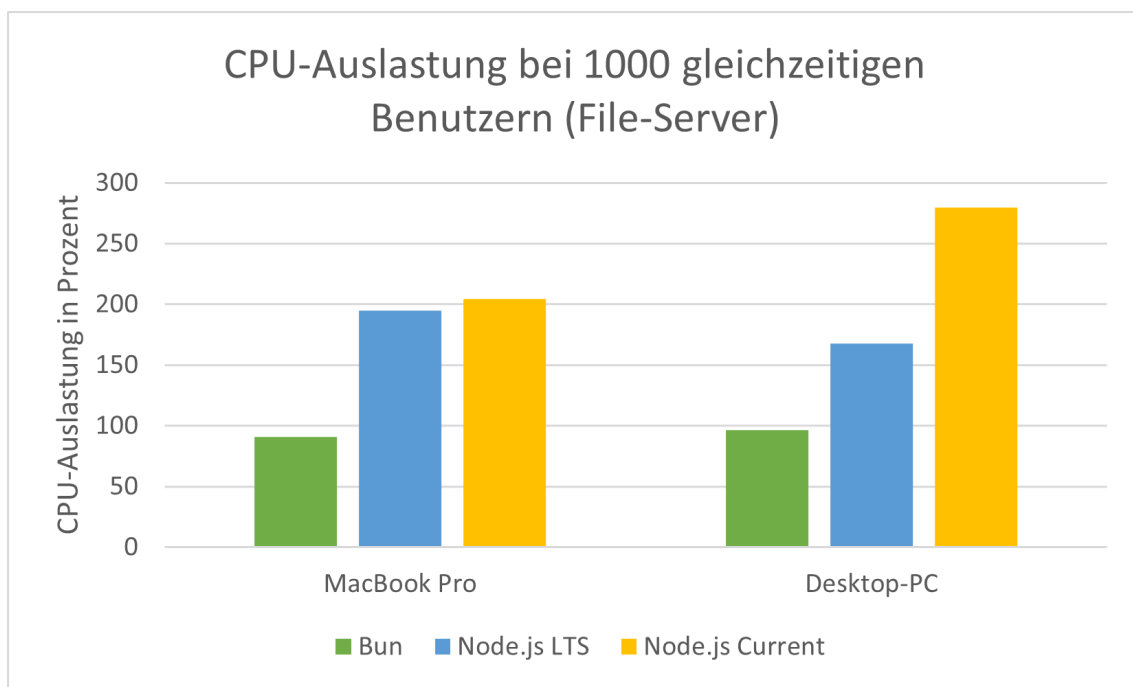 CPU-Auslastung bei 1000 gleichzeitigen
Benutzern (File-Server)
CPU-Auslastung in Prozent
300
250
200
150
100
50
0
MacBook Pro
Desktop-PC
Bun
Node.js LTS
Node.js Current